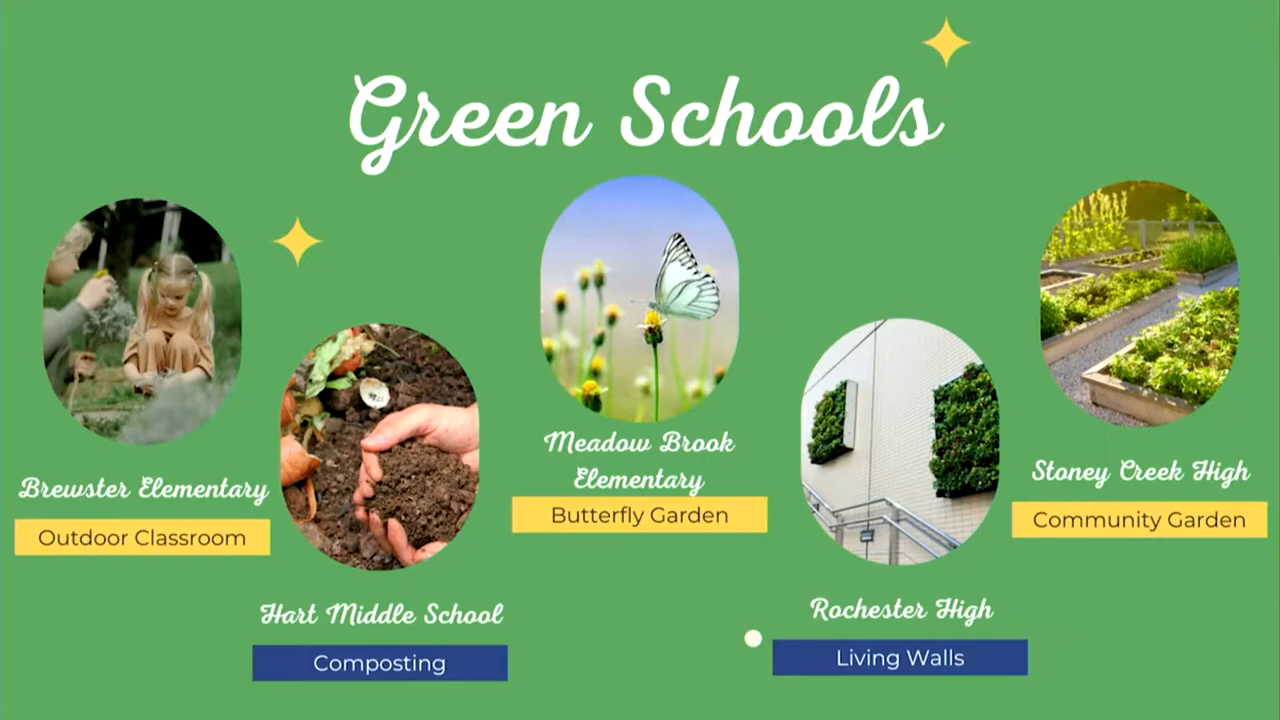 Green Schools
Brewster Elementary
Outdoor Classroom
Hart Middle School
Composting
Meadow Brook
Elementary
Butterfly Garden
Rochester High
Living Walls
Stoney Creek High
Community Garden